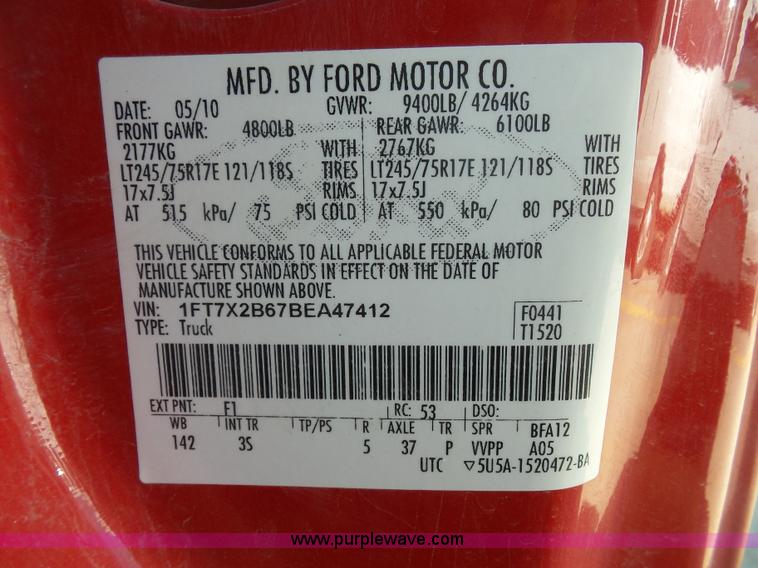 MFD. BY FORD MOTOR CO.
DATE: 05/10 GVWR: 9400LB/ 4264KG
FRONT GAWR: 4800LB REAR GAWR: 6100LB
2177KG WITH 2767KG WITH
LT245/75R17E 121/118S TIRES LT245/75R17E 121/118S TIRES
17x7.5J RIMS 17x7.5J RIMS
AT 515 kPa/ 75 PSI COLD AT 550 kPa/ 80 PSI COLD
THIS VEHICLE CONFORMS TO ALL APPLICABLE FEDERAL MOTOR
VEHICLE SAFETY STANDARDS IN EFFECT ON THE DATE OF
MANUFACTURE SHOWN ABOVE.
VIN: 1FT7X2B67BEA47412 F0441
TYPE: Truck T1520
EXT PNT: F1 RC: 53 DSO:
WB INT TR TP/PS R AXLE TR SPR BFA12
142 3S 5 37 P VVPP A05
UTC ▽5U5A-1520472-BA
www.purplewave.com